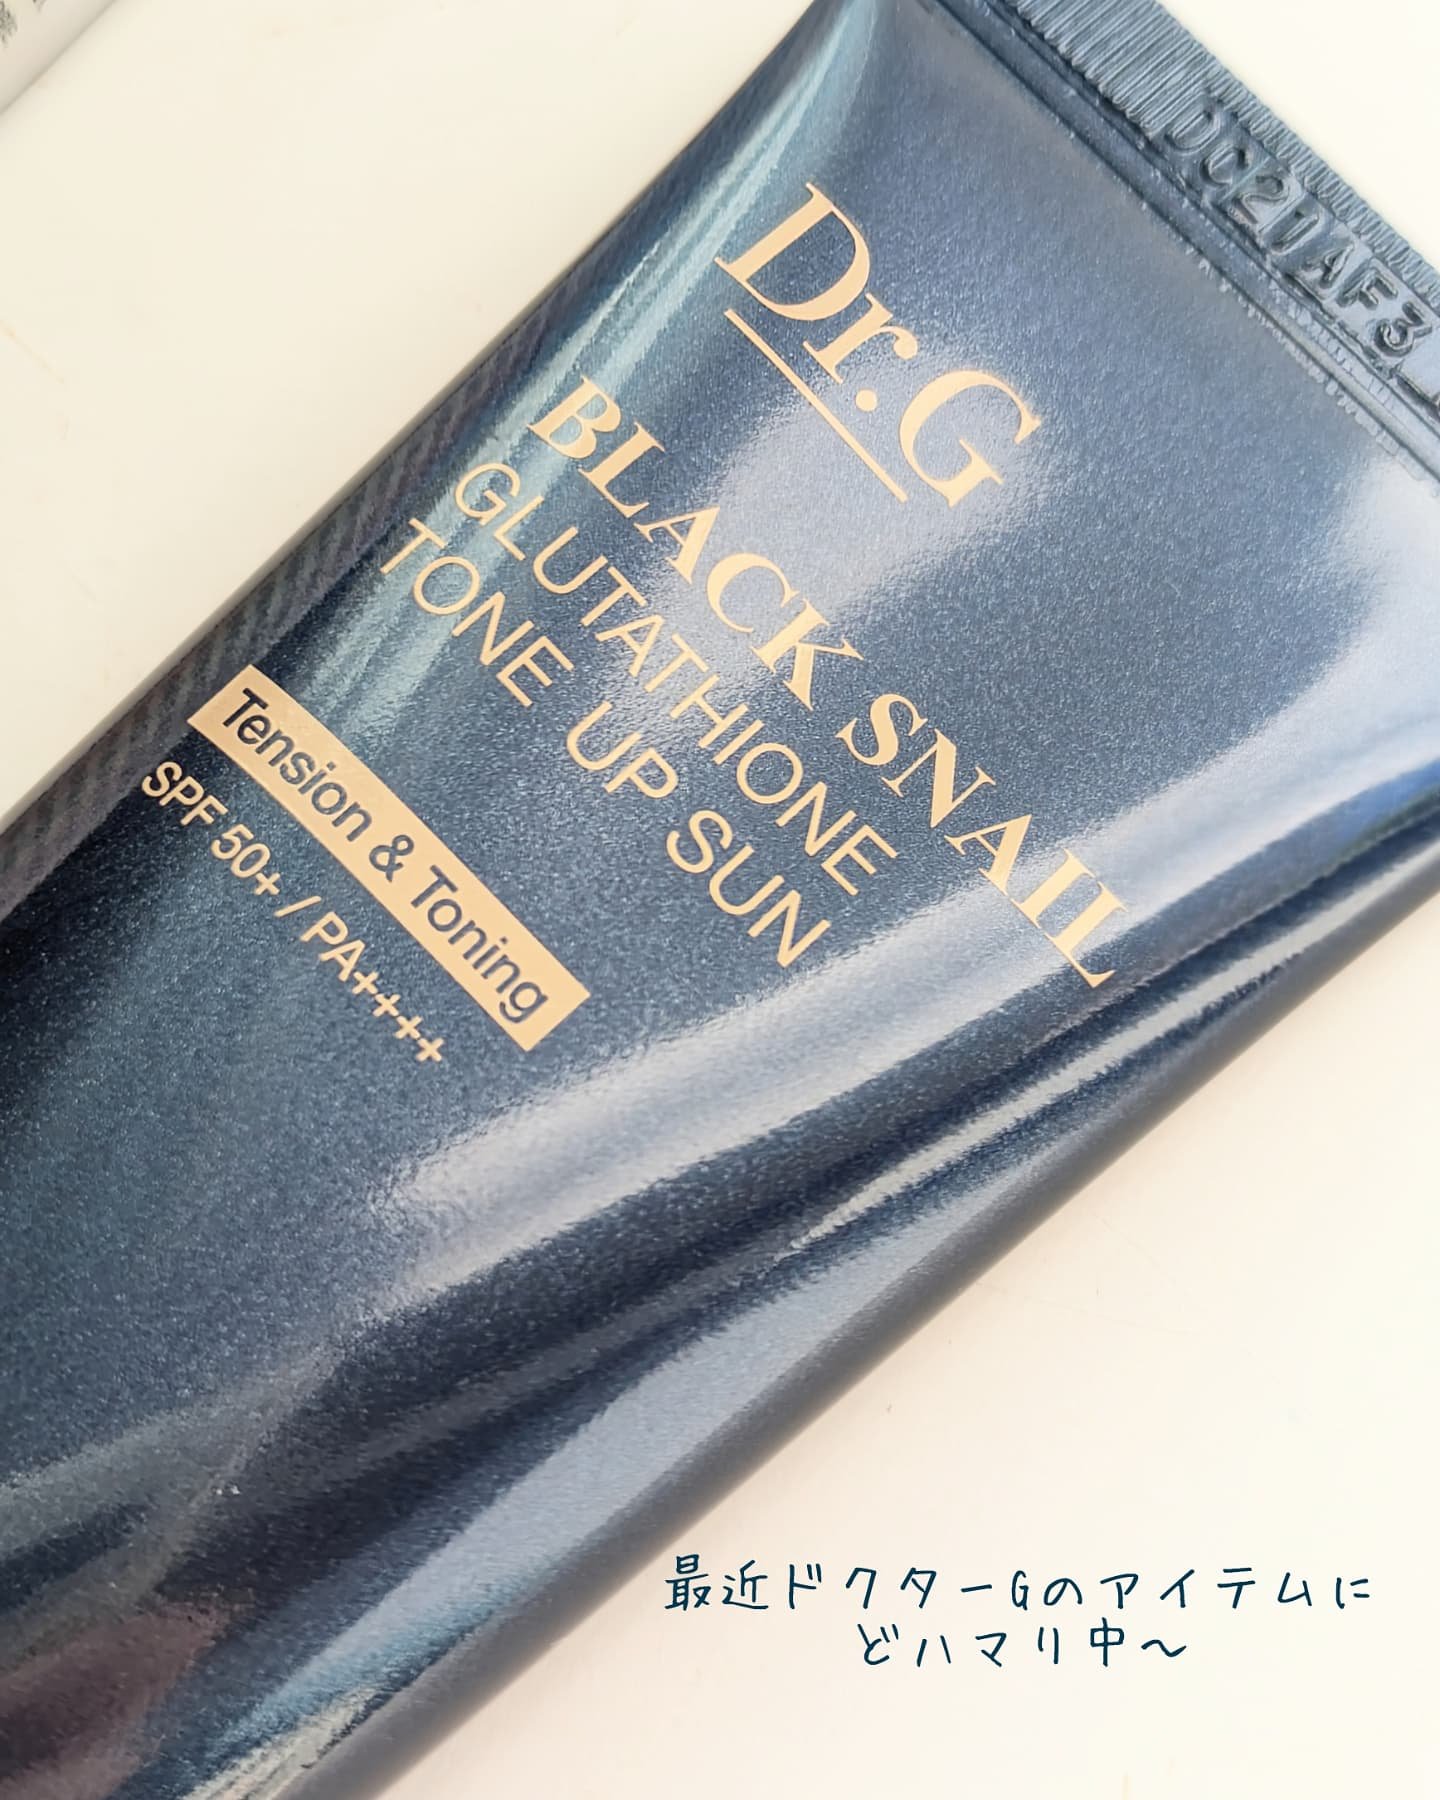 DC21AF3
Dr.G
BLACK SNAIL
GLUTATHIONE
TONE UP SUN
Tension & Toning
SPF 50+ / PA++++
最近ドクターGのアイテムに
どハマり中〜